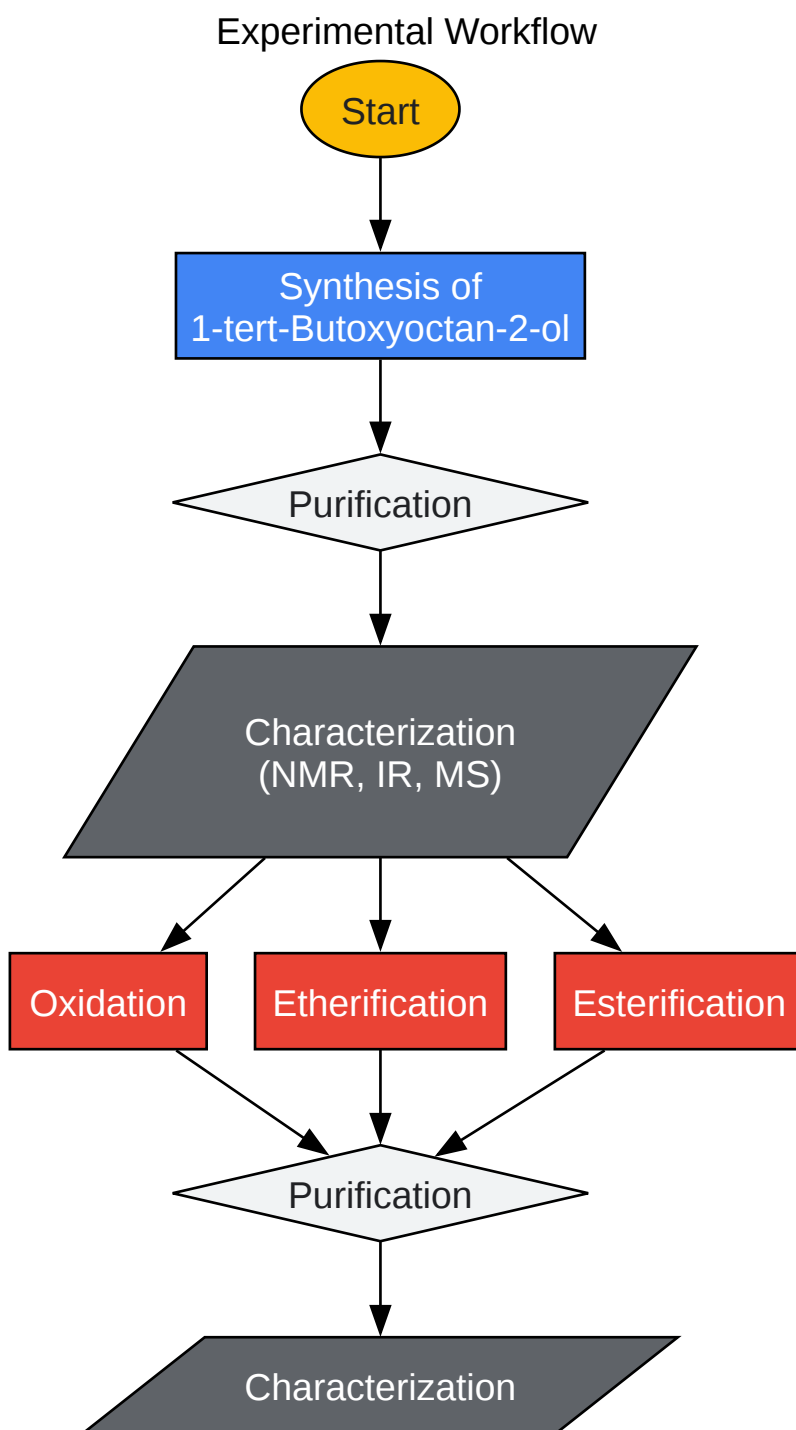 Experimental Workflow
Start
Synthesis of
1-tert-Butoxyoctan-2-ol
Purification
Characterization
(NMR, IR, MS)
Oxidation
Etherification
Esterification
Purification
Characterization